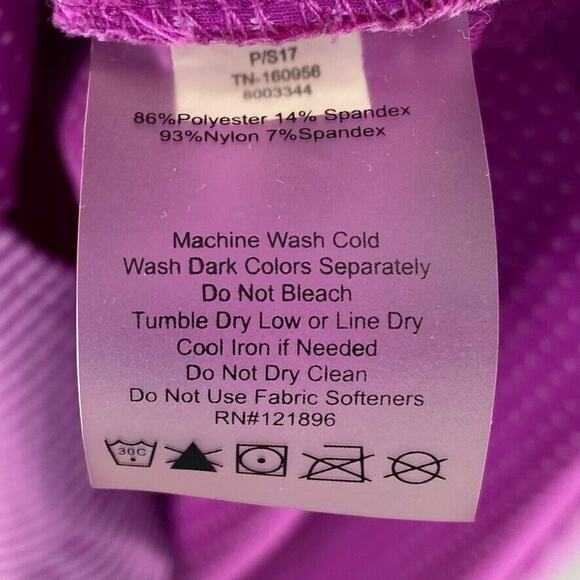 P/S17
TN-160956
8003344
86%Polyester 14% Spandex
93%Nylon 7%Spandex
Machine Wash Cold
Wash Dark Colors Separately
Do Not Bleach
Tumble Dry Low or Line Dry
Cool Iron if Needed
Do Not Dry Clean
Do Not Use Fabric Softeners
RN#121896
30C